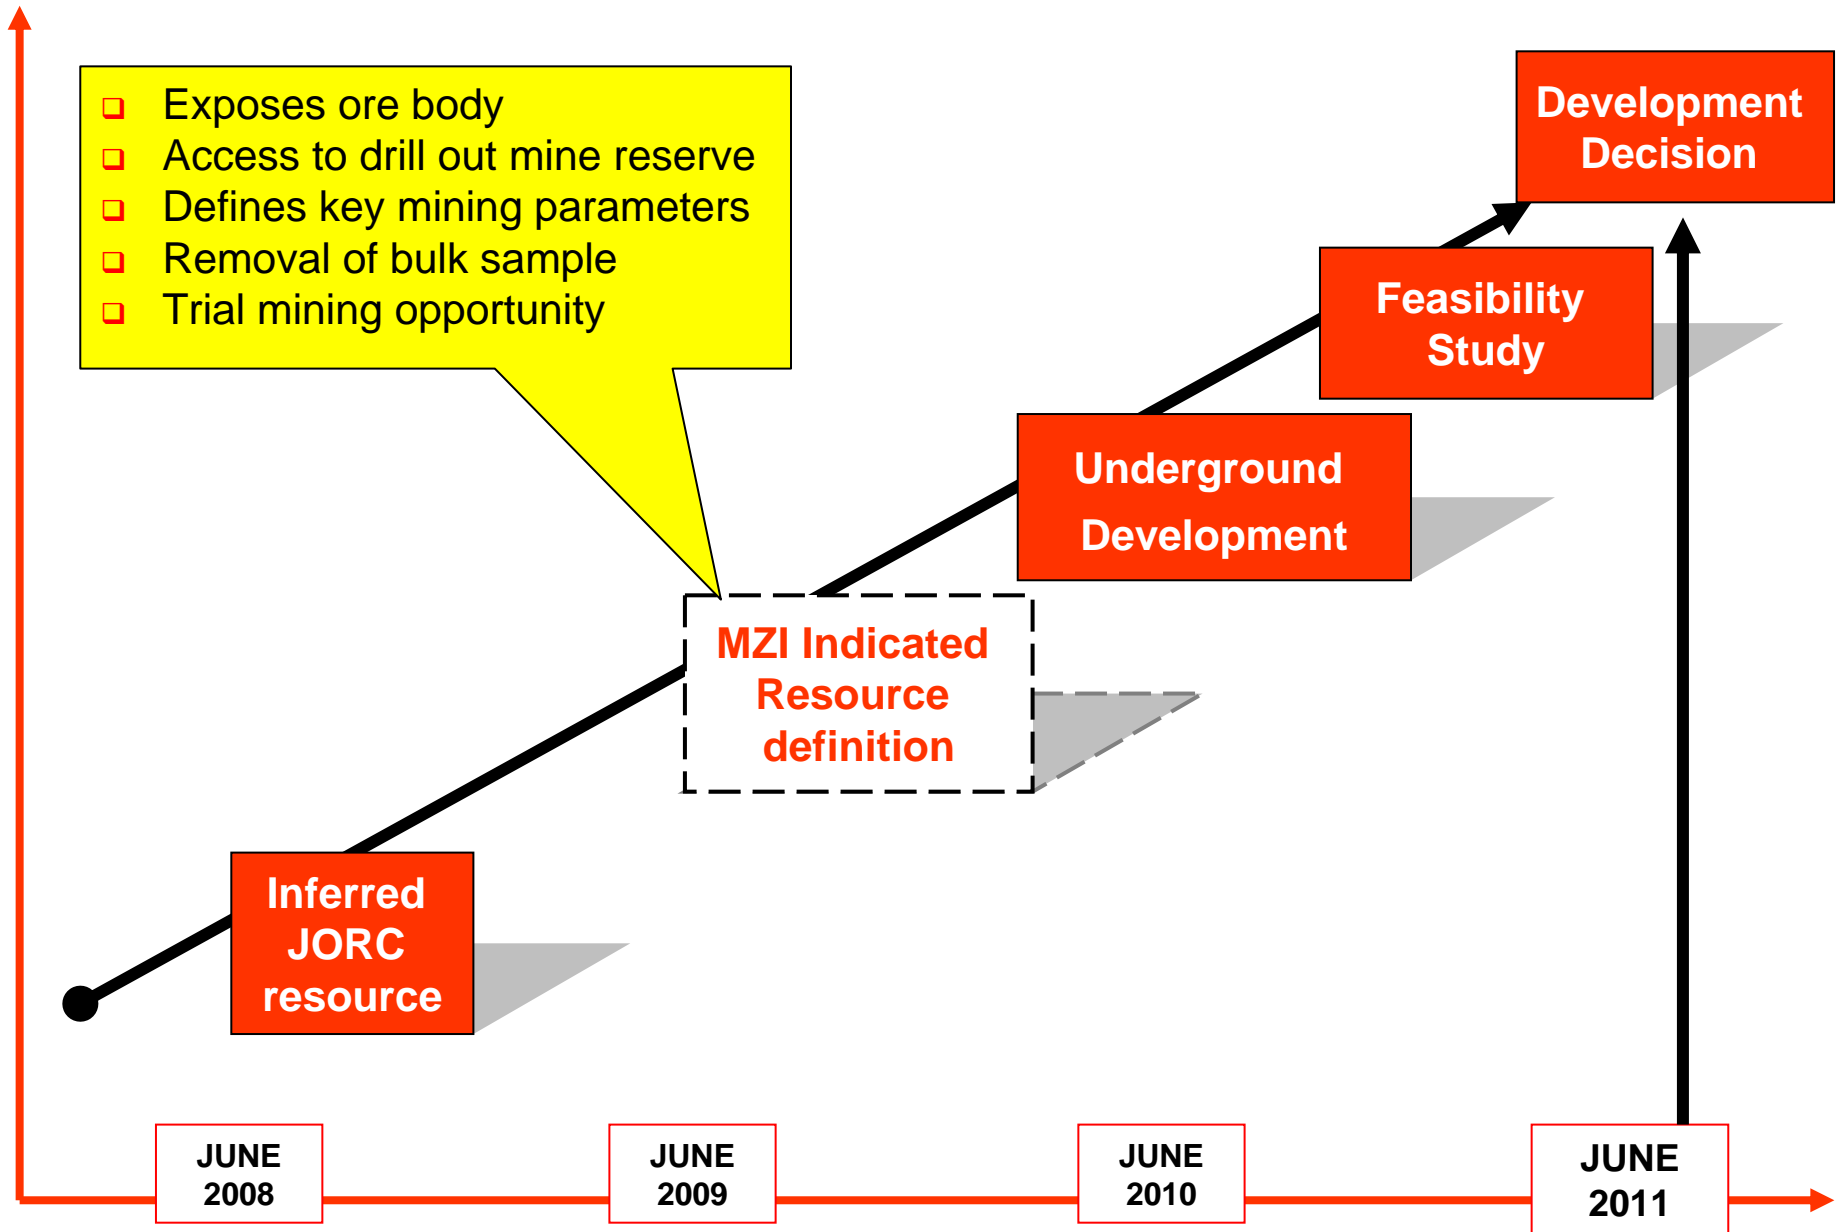 Exposes ore body
Access to drill out mine reserve
Defines key mining parameters
Removal of bulk sample
Trial mining opportunity
Development
Decision
Feasibility
Study
Underground
Development
MZI Indicated
Resource
definition
Inferred
JORC
resource
JUNE
2008
JUNE
2009
JUNE
2010
JUNE
2011